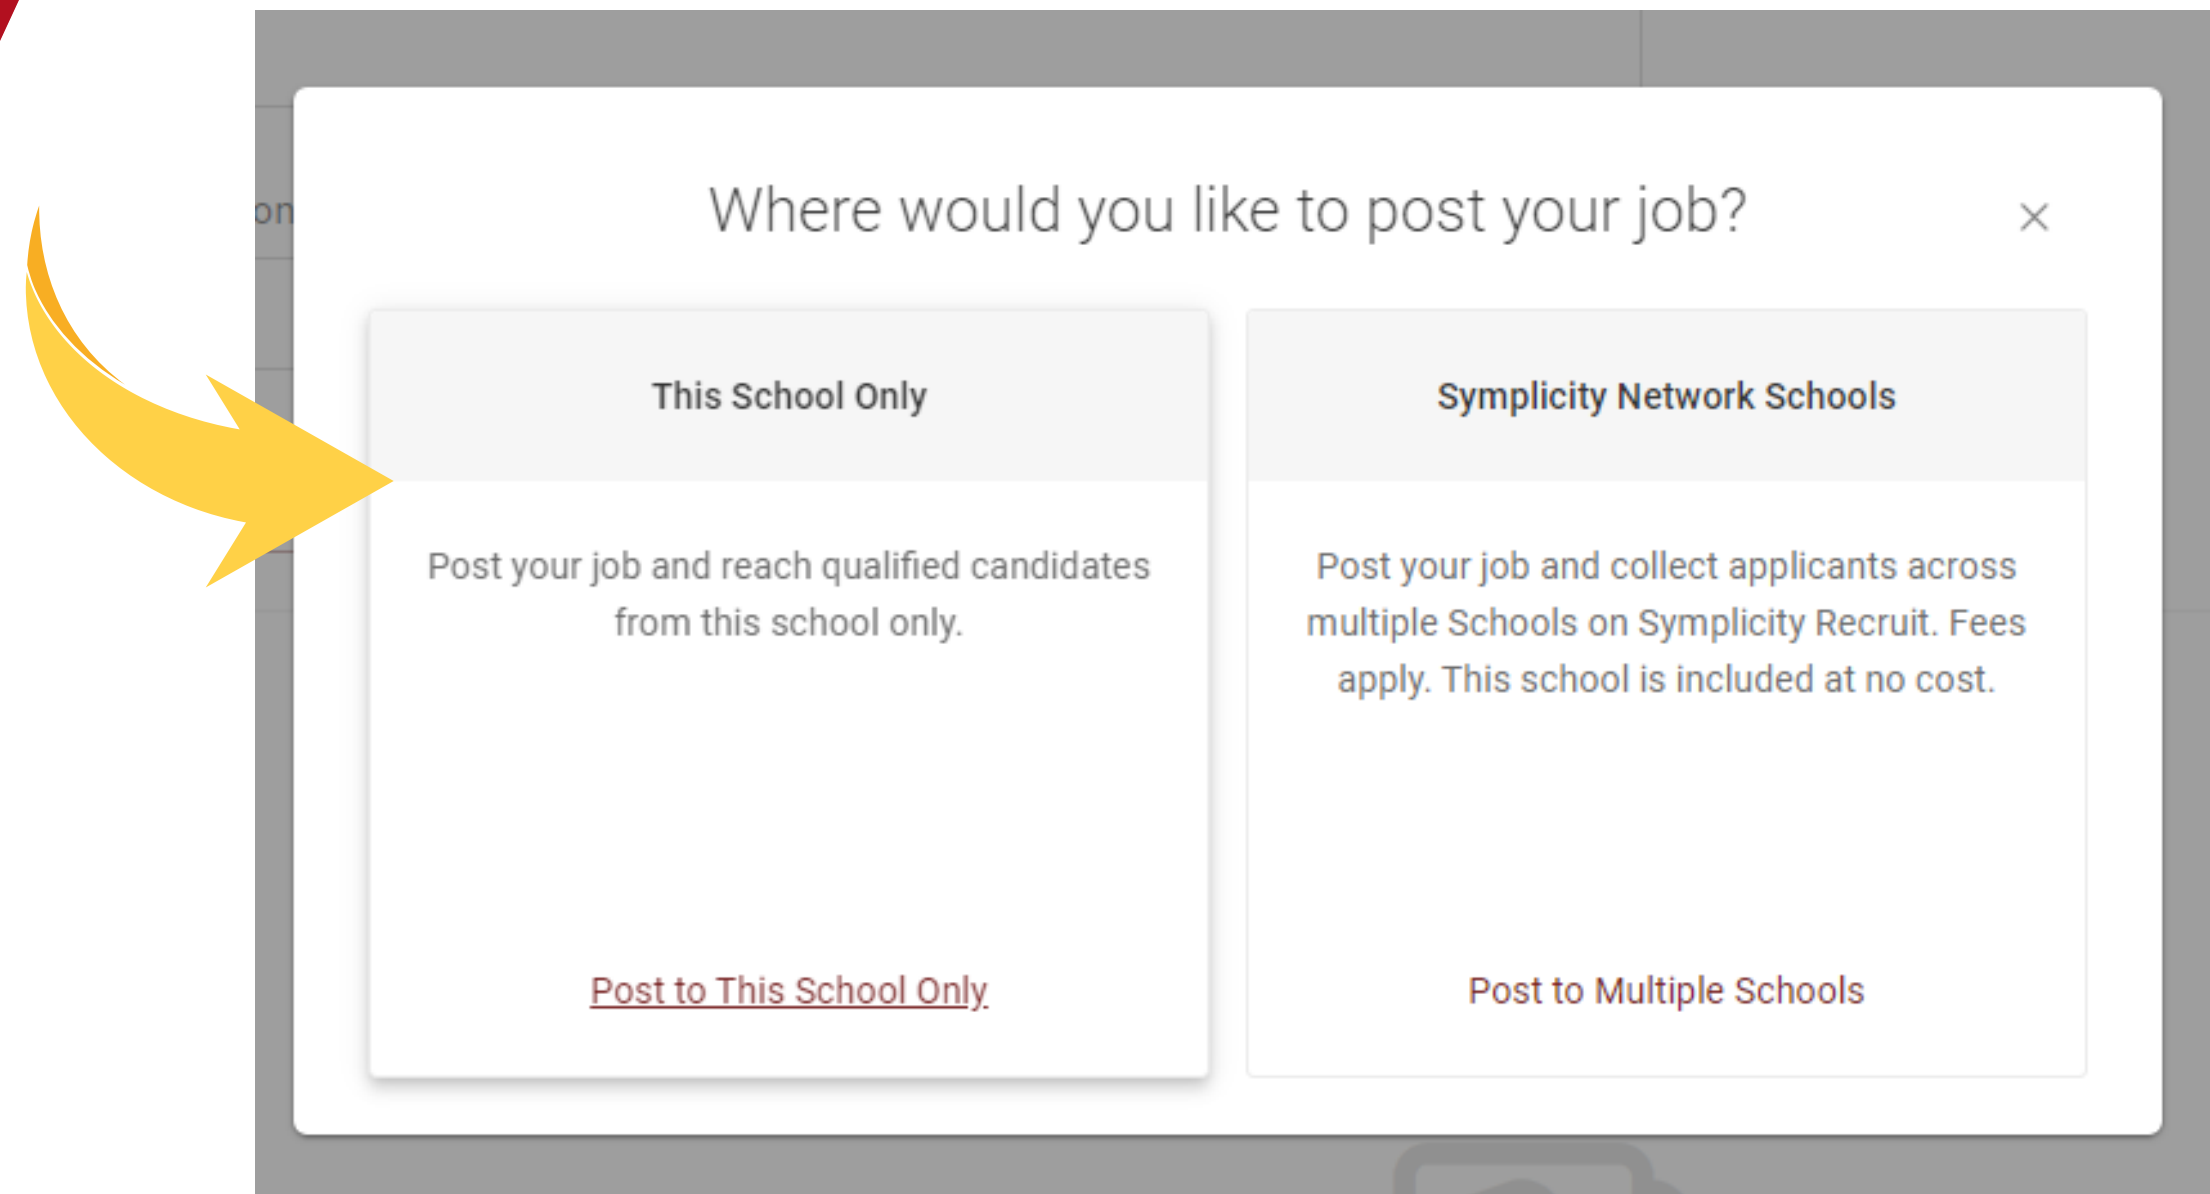 Where would you like to post your job?
on
This School Only
Post your job and reach qualified candidates
from this school only.
Post to This School Only
Symplicity Network Schools
Post your job and collect applicants across
multiple Schools on Symplicity Recruit. Fees
apply. This school is included at no cost.
Post to Multiple Schools